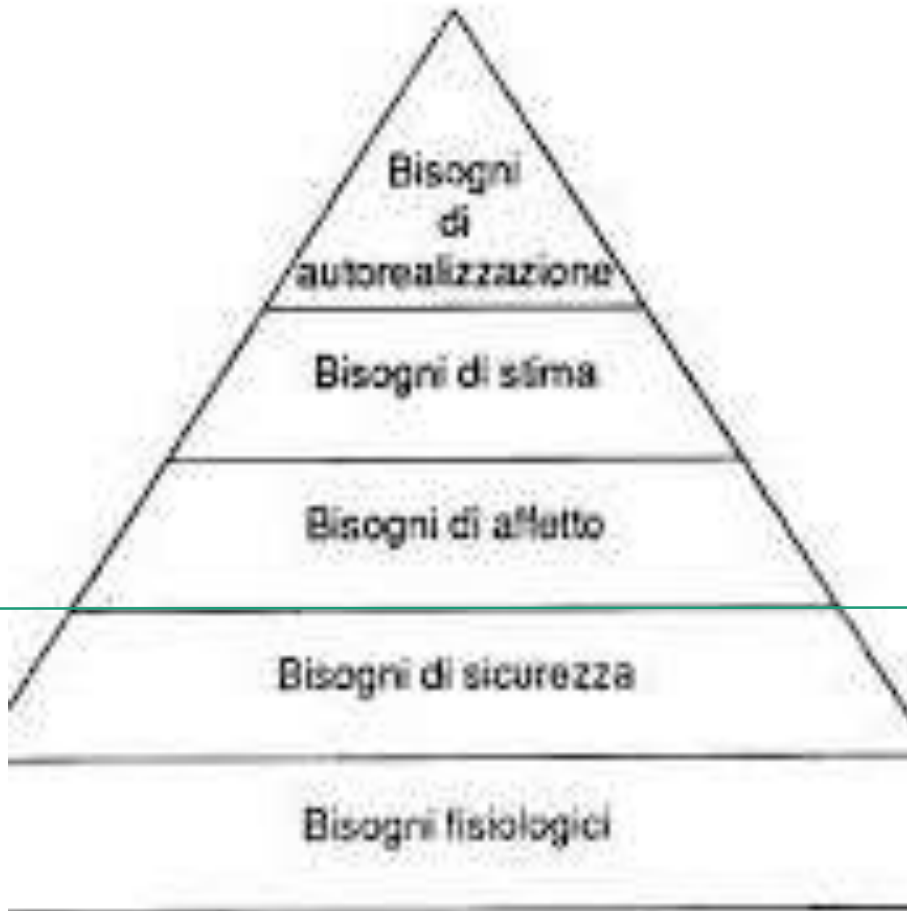 Bisogni
di
autorealizzazione
Bisogni di stima
Bisogni di affetto
Bisogni di sicurezza
Bisogni fisiologici